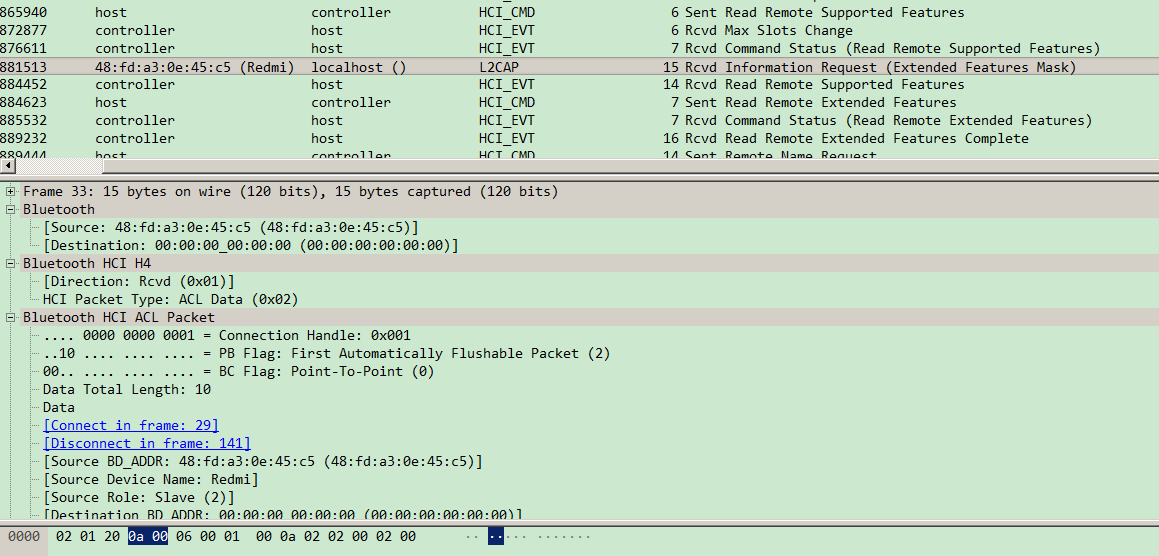 865940 host controller HCI_CMD 6 Sent Read Remote Supported Features
872877 controller host HCI_EVT 6 Rcvd Max Slots Change
876611 controller host HCI_EVT 7 Rcvd Command Status (Read Remote Supported Features)
881513 48:fd:a3:0e:45:c5 (Redmi) localhost () L2CAP 15 Rcvd Information Request (Extended Features Mask)
884452 controller host HCI_EVT 14 Rcvd Read Remote Supported Features
884623 host controller HCI_CMD 7 Sent Read Remote Extended Features
885532 controller host HCI_EVT 7 Rcvd Command Status (Read Remote Extended Features)
889232 controller host HCI_EVT 16 Rcvd Read Remote Extended Features Complete
889444 host controller HCI_CMD 14 Sent Remote Name Request
Frame 33: 15 bytes on wire (120 bits), 15 bytes captured (120 bits)
Bluetooth
[Source: 48:fd:a3:0e:45:c5 (48:fd:a3:0e:45:c5)]
[Destination: 00:00:00_00:00:00 (00:00:00:00:00:00)]
Bluetooth HCI H4
[Direction: Rcvd (0x01)]
HCI Packet Type: ACL Data (0x02)
Bluetooth HCI ACL Packet
.... 0000 0000 0001 = Connection Handle: 0x001
..10 .... .... .... = PB Flag: First Automatically Flushable Packet (2)
00.. .... .... .... = BC Flag: Point-To-Point (0)
Data Total Length: 10
Data
[Connect in frame: 29]
[Disconnect in frame: 141]
[Source BD_ADDR: 48:fd:a3:0e:45:c5 (48:fd:a3:0e:45:c5)]
[Source Device Name: Redmi]
[Source Role: Slave (2)]
[Destination BD_ADDR: 00:00:00_00:00:00 (00:00:00:00:00:00)]
0000 02 01 20 0a 00 06 00 01 00 0a 02 02 00 02 00 .. ..... .......